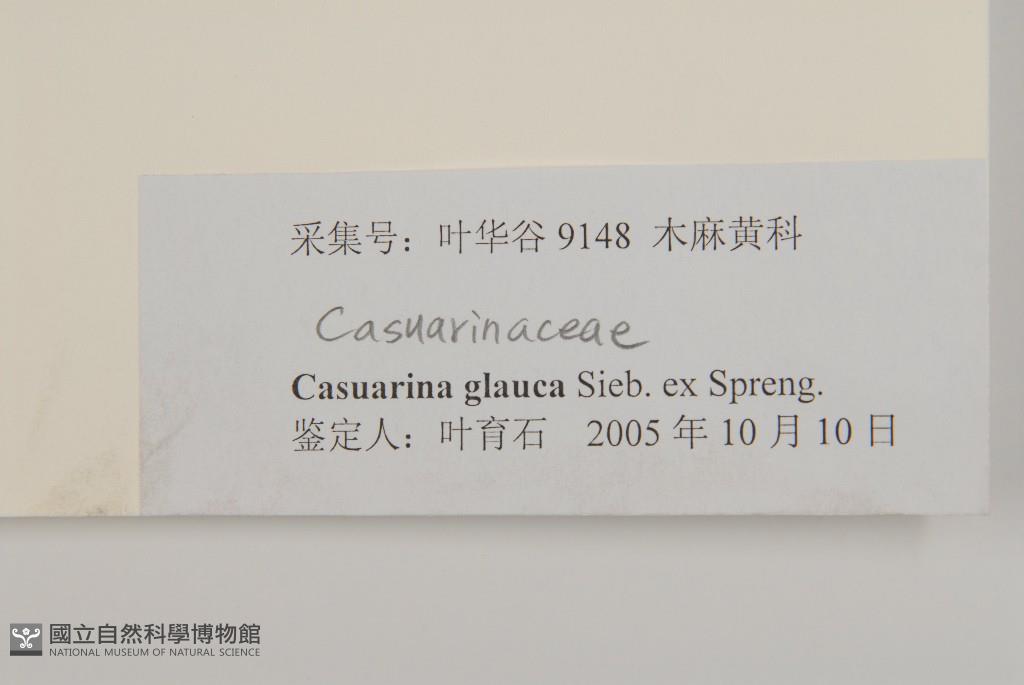 采集号：叶华谷 9148 木麻黄科
Casuarinaceae
Casuarina glauca Sieb. ex Spreng.
鉴定人：叶育石 2005 年 10 月 10 日
國立自然科學博物館
NATIONAL MUSEUM OF NATURAL SCIENCE